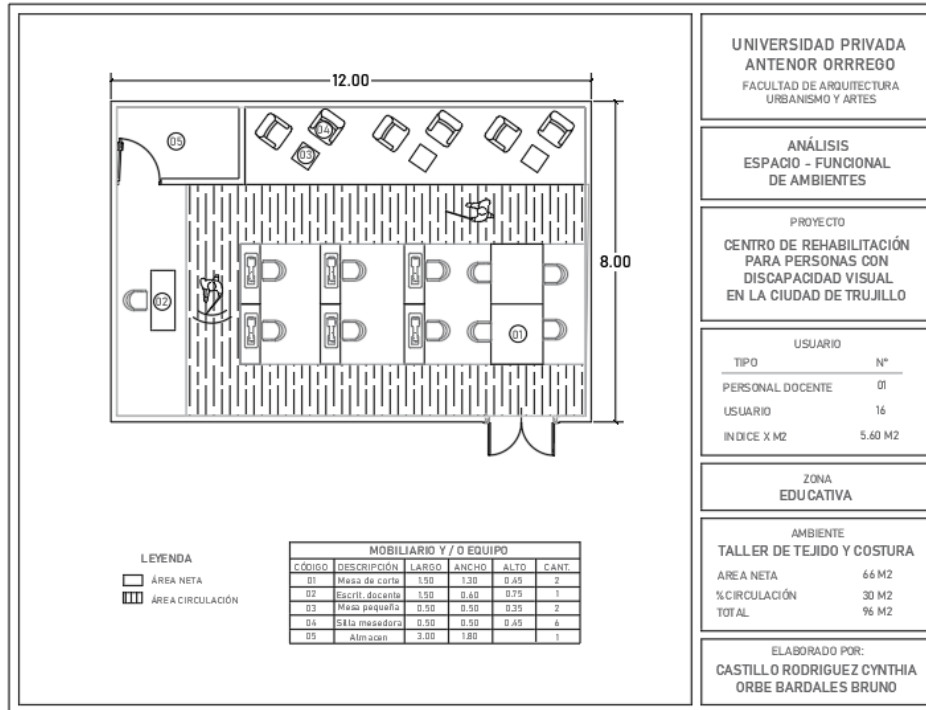 12.00
8.00
05
04
03
02
01
LEYENDA
ÁREA NETA
ÁREA CIRCULACIÓN
MOBILIARIO Y / O EQUIPO
CÓDIGO DESCRIPCIÓN LARGO ANCHO ALTO CANT.
01 Mesa de corte 1.50 1.30 0.45 2
02 Escrit. docente 1.50 0.60 0.75 1
03 Mesa pequeña 0.50 0.50 0.35 2
04 Silla mesedora 0.50 0.50 0.45 6
05 Almacen 3.00 1.80 1
UNIVERSIDAD PRIVADA
ANTENOR ORRREGO
FACULTAD DE ARQUITECTURA
URBANISMO Y ARTES
ANÁLISIS
ESPACIO - FUNCIONAL
DE AMBIENTES
PROYECTO
CENTRO DE REHABILITACIÓN
PARA PERSONAS CON
DISCAPACIDAD VISUAL
EN LA CIUDAD DE TRUJILLO
USUARIO
TIPO N°
PERSONAL DOCENTE 01
USUARIO 16
INDICE X M2 5.60 M2
ZONA
EDUCATIVA
AMBIENTE
TALLER DE TEJIDO Y COSTURA
AREA NETA 66 M2
%CIRCULACIÓN 30 M2
TOTAL 96 M2
ELABORADO POR:
CASTILLO RODRIGUEZ CYNTHIA
ORBE BARDALES BRUNO